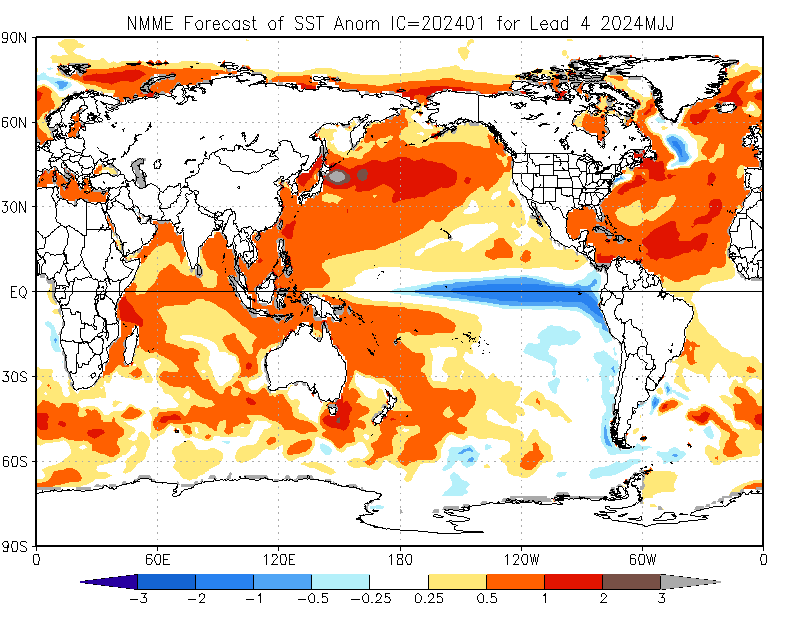 NMME Forecast of SST Anom IC=202401 for Lead 4 2024MJJ
90N
60N
30N
EQ
30S
60S
90S
0 60E 120E 180 120W 60W 0
-3 -2 -1 -0.5 -0.25 0.25 0.5 1 2 3